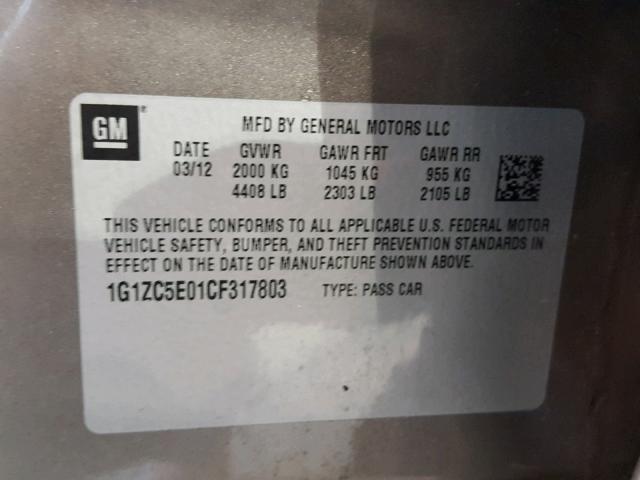 GM ®
MFD BY GENERAL MOTORS LLC
DATE GVWR GAWR FRT GAWR RR
03/12 2000 KG 1045 KG 955 KG
4408 LB 2303 LB 2105 LB
THIS VEHICLE CONFORMS TO ALL APPLICABLE U.S. FEDERAL MOTOR
VEHICLE SAFETY, BUMPER, AND THEFT PREVENTION STANDARDS IN
EFFECT ON THE DATE OF MANUFACTURE SHOWN ABOVE.
1G1ZC5E01CF317803 TYPE: PASS CAR